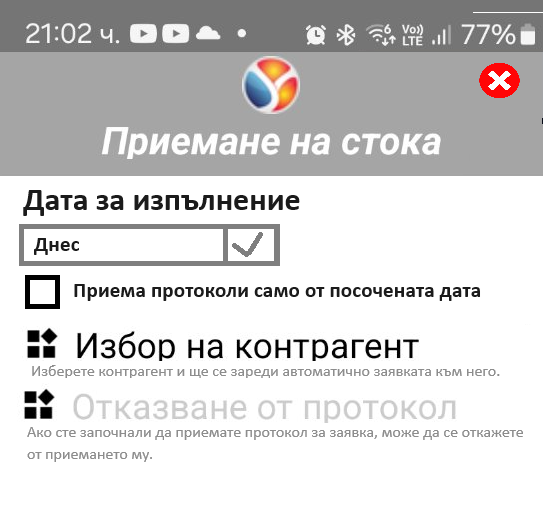 21:02 ч. Vo)) LTE 77%
Приемане на стока
Дата за изпълнение
Днес
Приема протоколи само от посочената дата
Избор на контрагент
Изберете контрагент и ще се зареди автоматично заявката към него.
Отказване от протокол
Ако сте започнали да приемате протокол за заявка, може да се откажете
от приемането му.